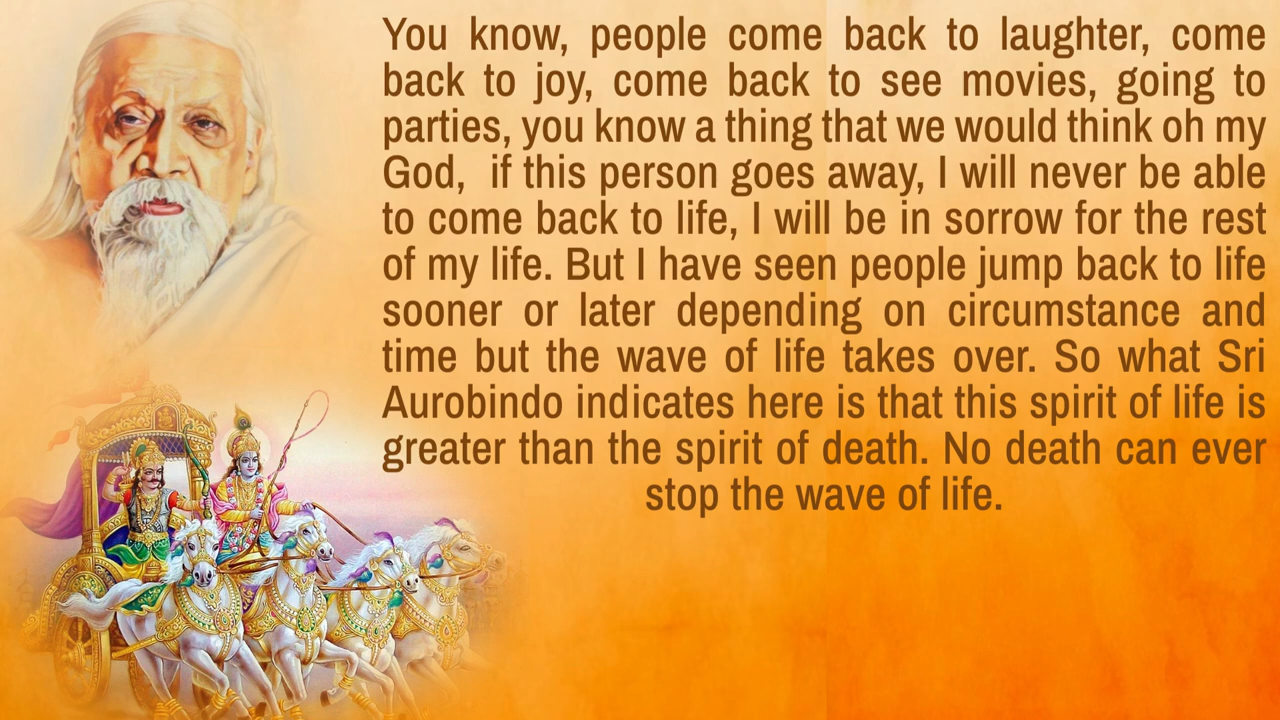 You know, people come back to laughter, come
back to joy, come back to see movies, going to
parties, you know a thing that we would think oh my
God, if this person goes away, I will never be able
to come back to life, I will be in sorrow for the rest
of my life. But I have seen people jump back to life
sooner or later depending on circumstance and
time but the wave of life takes over. So what Sri
Aurobindo indicates here is that this spirit of life is
greater than the spirit of death. No death can ever
stop the wave of life.